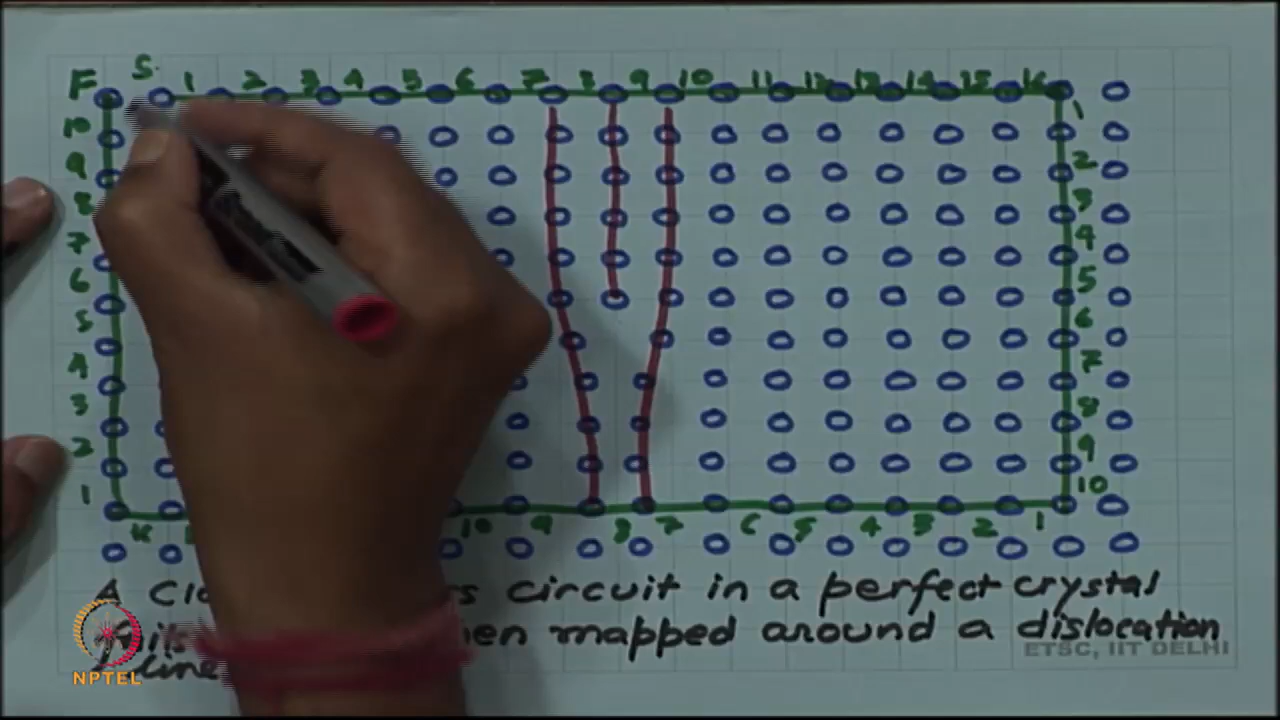 F S 1 2 3 4 5 6 7 8 9 10 11 12 13 14 15 16
10 1
9 2
8 3
7 4
6 5
5 6
4 7
3 8
2 9
1 10
10 9 8 7 6 5 4 3 2 1
A circuit in a perfect crystal
mapped around a dislocation
line
ETSC, IIT DELHI
NPTEL